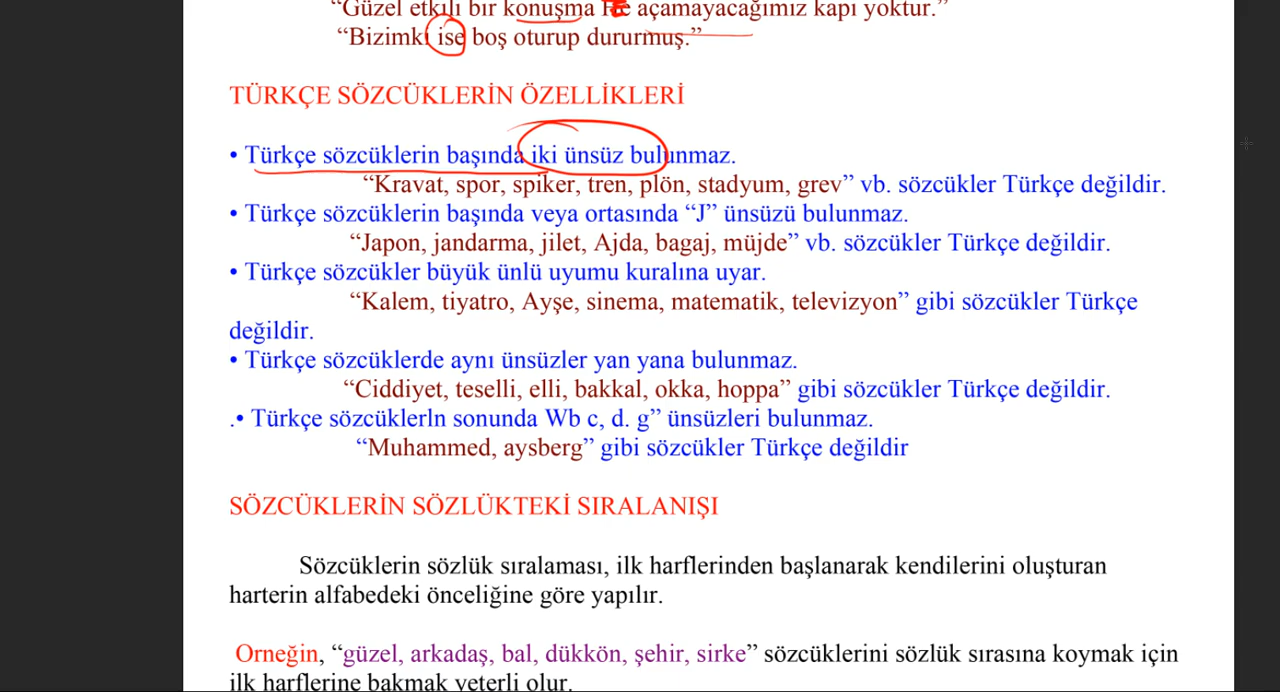 “Güzel etkili bir konuşma açamayacağımız kapı yoktur.”
“Bizimki ise boş oturup dururmuş.”
TÜRKÇE SÖZCÜKLERİN ÖZELLİKLERİ
• Türkçe sözcüklerin başında iki ünsüz bulunmaz.
“Kravat, spor, spiker, tren, plön, stadyum, grev” vb. sözcükler Türkçe değildir.
• Türkçe sözcüklerin başında veya ortasında “J” ünsüzü bulunmaz.
“Japon, jandarma, jilet, Ajda, bagaj, müjde” vb. sözcükler Türkçe değildir.
• Türkçe sözcükler büyük ünlü uyumu kuralına uyar.
“Kalem, tiyatro, Ayşe, sinema, matematik, televizyon” gibi sözcükler Türkçe
değildir.
• Türkçe sözcüklerde aynı ünsüzler yan yana bulunmaz.
“Ciddiyet, teselli, elli, bakkal, okka, hoppa” gibi sözcükler Türkçe değildir.
.• Türkçe sözcüklerln sonunda Wb c, d. g” ünsüzleri bulunmaz.
“Muhammed, aysberg” gibi sözcükler Türkçe değildir
SÖZCÜKLERİN SÖZLÜKTEKİ SIRALANIŞI
Sözcüklerin sözlük sıralaması, ilk harflerinden başlanarak kendilerini oluşturan
harterin alfabedeki önceliğine göre yapılır.
Orneğin, “güzel, arkadaş, bal, dükkön, şehir, sirke” sözcüklerini sözlük sırasına koymak için
ilk harflerine bakmak yeterli olur.